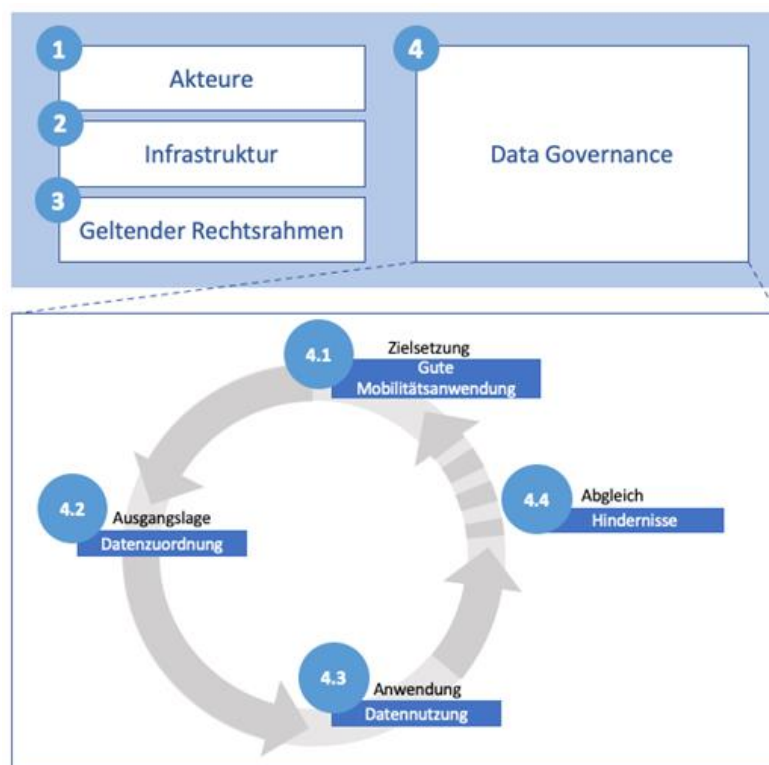 1
Akteure
2
Infrastruktur
3
Geltender Rechtsrahmen
4
Data Governance
4.1
Zielsetzung
Gute
Mobilitätsanwendung
4.2
Ausgangslage
Datenzuordnung
4.3
Anwendung
Datennutzung
4.4
Abgleich
Hindernisse